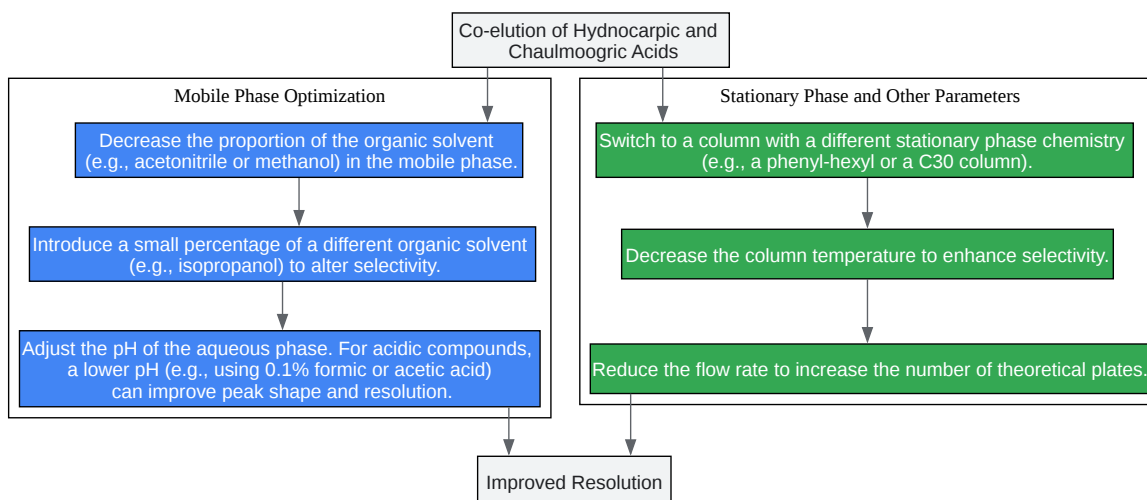 Co-elution of Hydnocarpic and
Chaulmoogric Acids
Mobile Phase Optimization
Decrease the proportion of the organic solvent
(e.g., acetonitrile or methanol) in the mobile phase.
Introduce a small percentage of a different organic solvent
(e.g., isopropanol) to alter selectivity.
Adjust the pH of the aqueous phase. For acidic compounds,
a lower pH (e.g., using 0.1% formic or acetic acid)
can improve peak shape and resolution.
Stationary Phase and Other Parameters
Switch to a column with a different stationary phase chemistry
(e.g., a phenyl-hexyl or a C30 column).
Decrease the column temperature to enhance selectivity.
Reduce the flow rate to increase the number of theoretical plates.
Improved Resolution